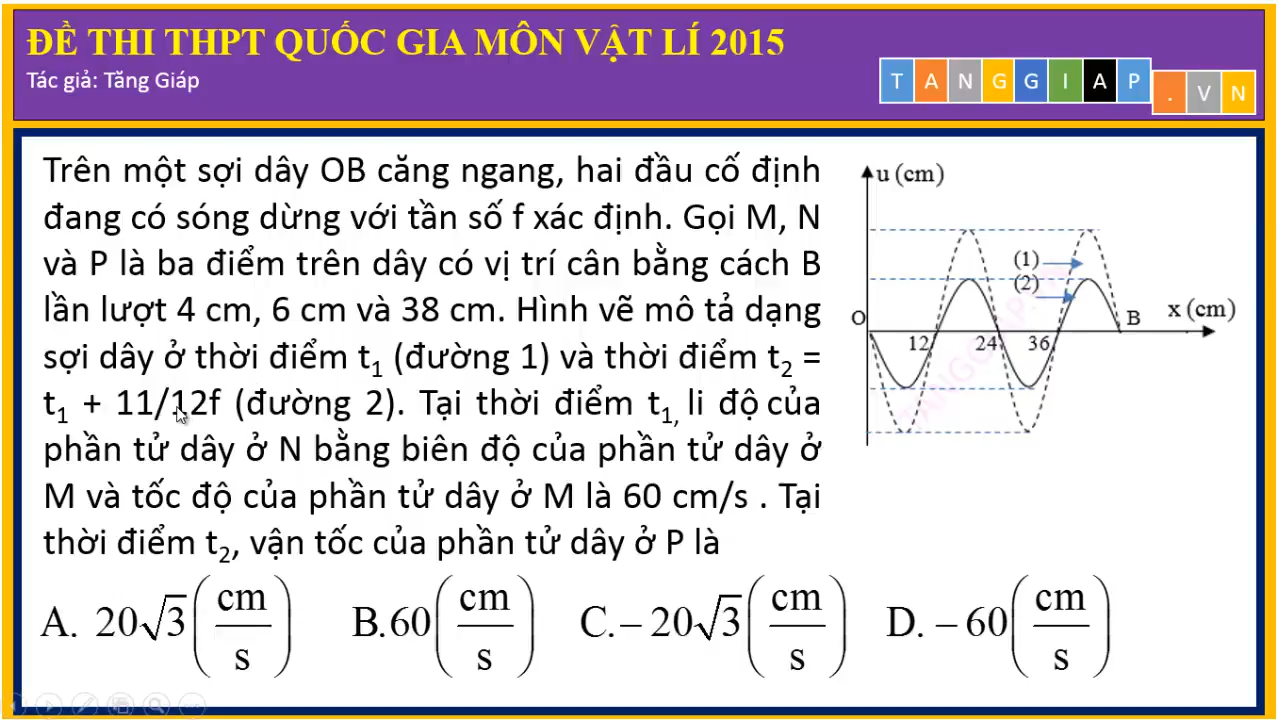 ĐỀ THI THPT QUỐC GIA MÔN VẬT LÍ 2015
Tác giả: Tăng Giáp
TANGGIAP.VN
Trên một sợi dây OB căng ngang, hai đầu cố định
đang có sóng dừng với tần số f xác định. Gọi M, N
và P là ba điểm trên dây có vị trí cân bằng cách B
lần lượt 4 cm, 6 cm và 38 cm. Hình vẽ mô tả dạng
sợi dây ở thời điểm t₁ (đường 1) và thời điểm t₂ =
t₁ + 11/12f (đường 2). Tại thời điểm t₁, li độ của
phần tử dây ở N bằng biên độ của phần tử dây ở
M và tốc độ của phần tử dây ở M là 60 cm/s . Tại
thời điểm t₂, vận tốc của phần tử dây ở P là
u (cm)
(1)
(2)
O
12
24
36
B
x (cm)
A. 20√3 (cm/s) B.60 (cm/s) C.– 20√3 (cm/s) D. – 60 (cm/s)